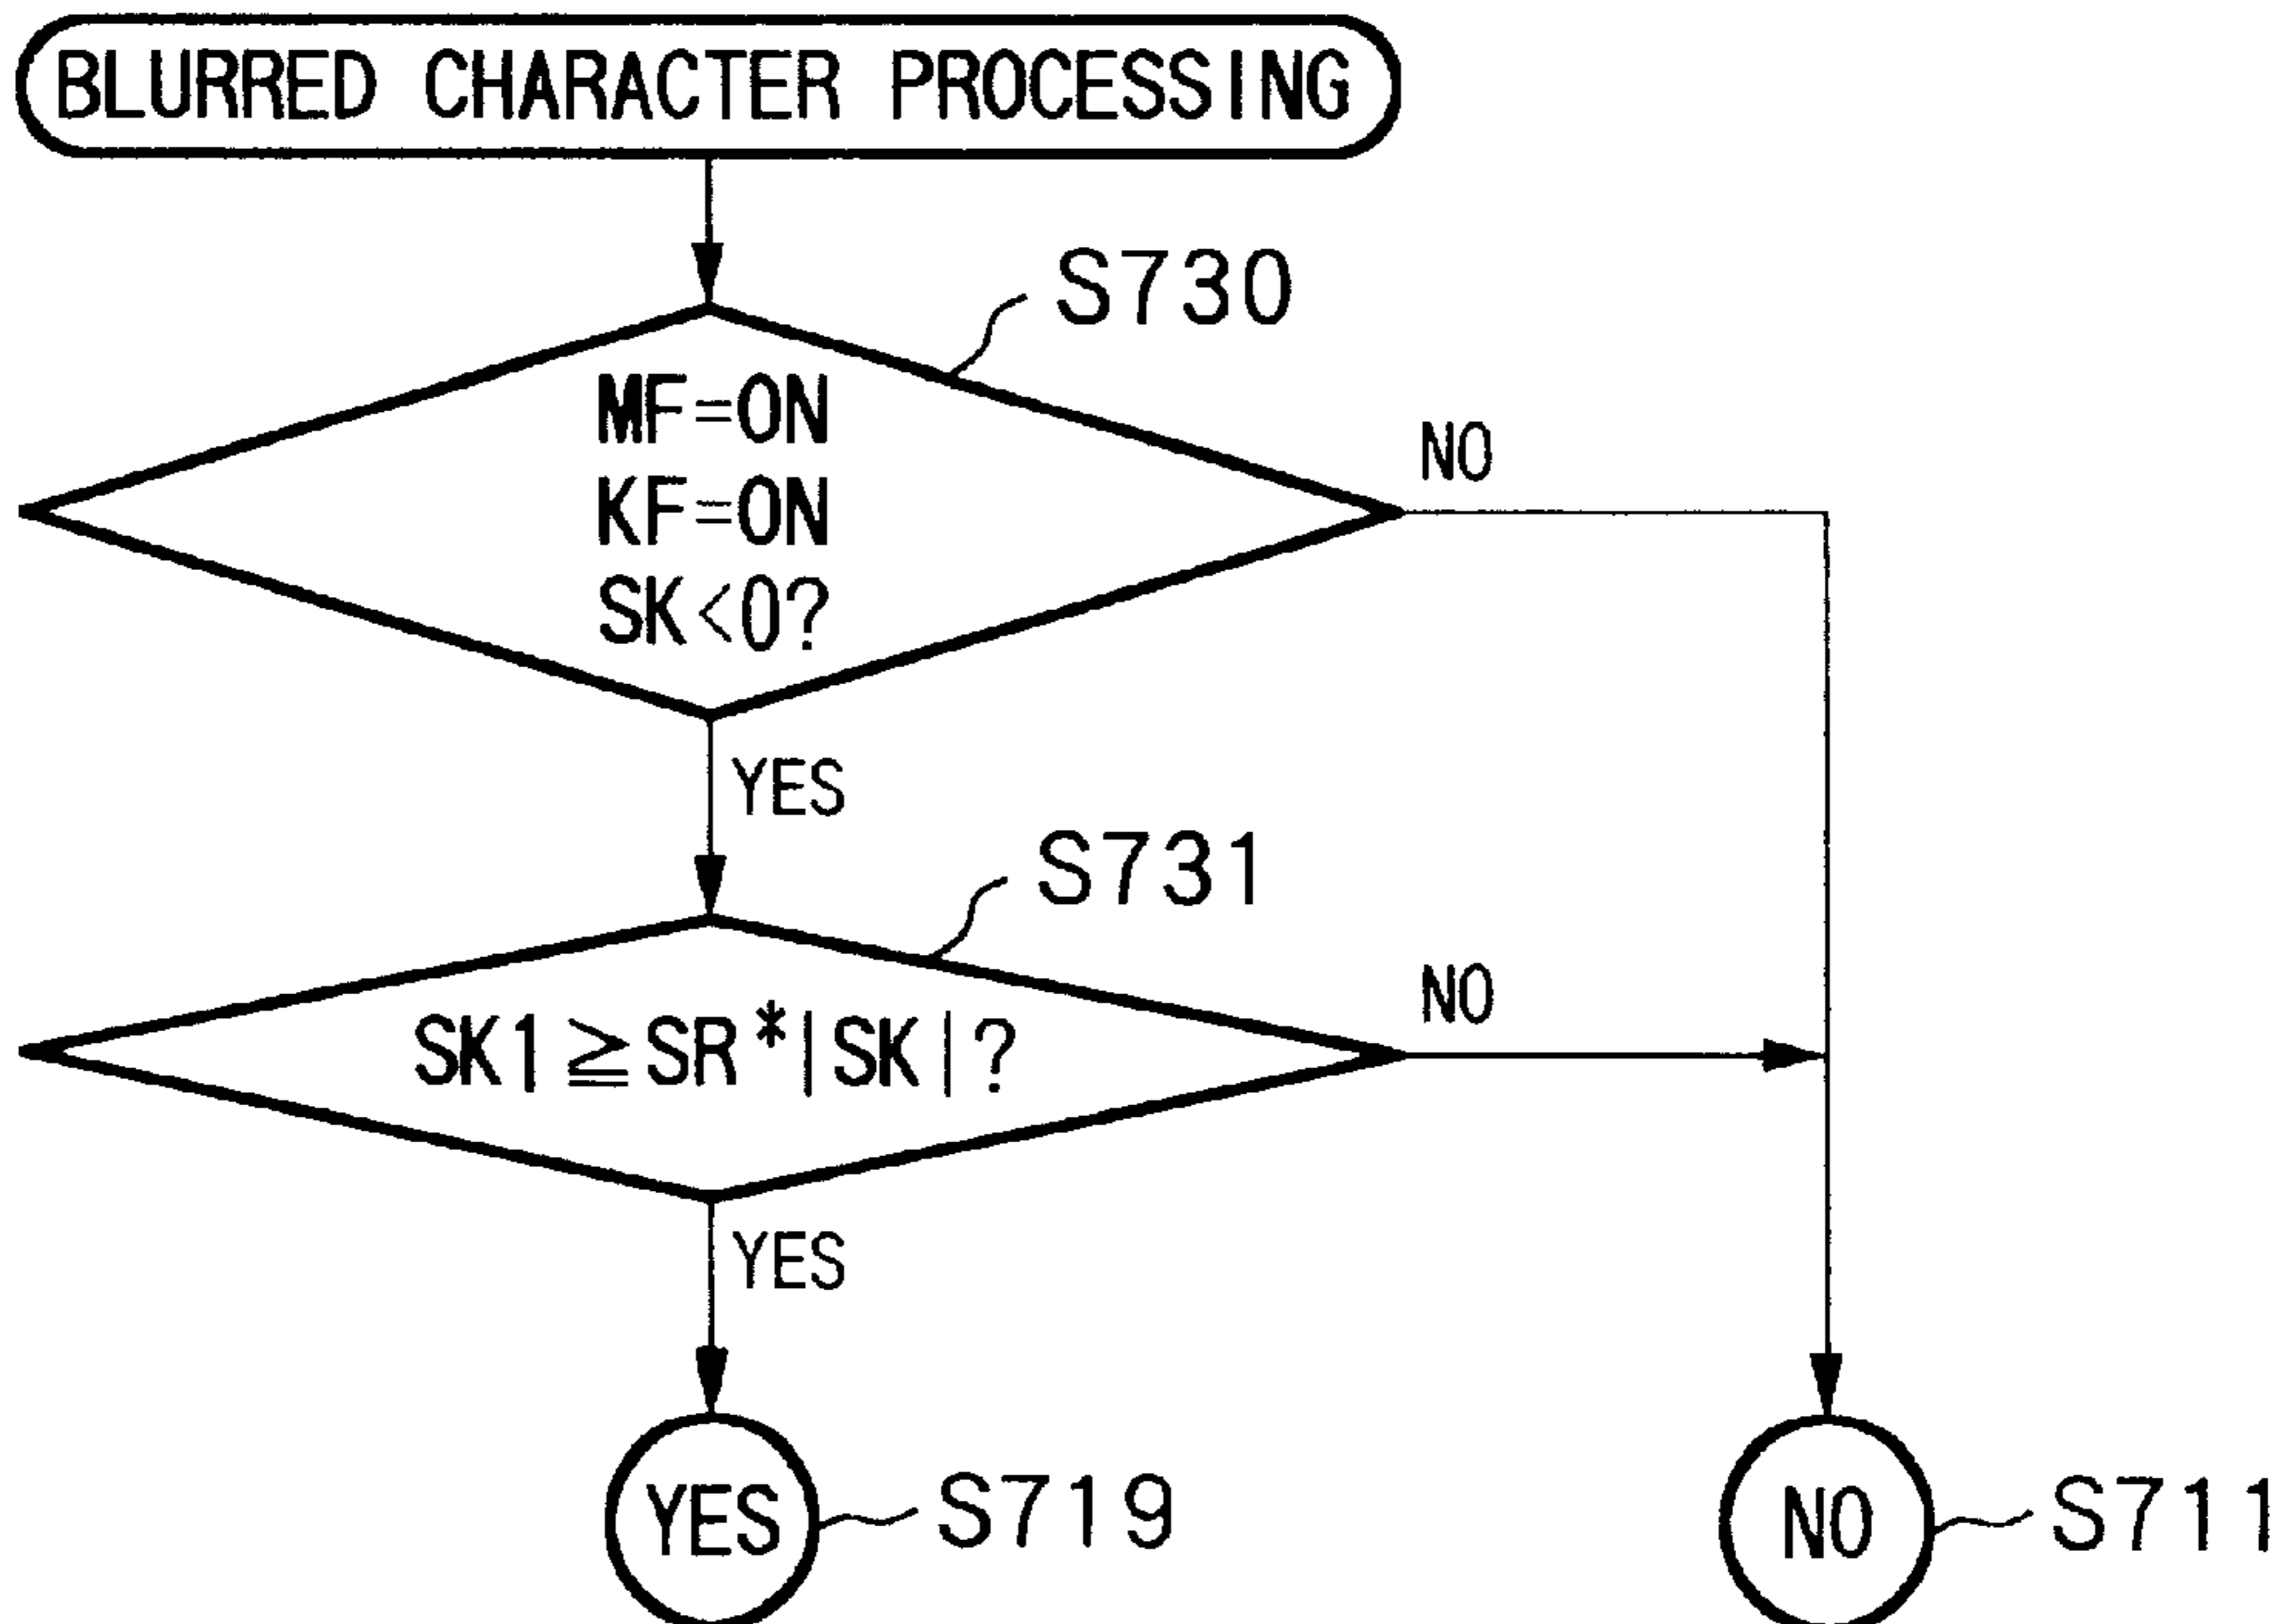 BLURRED CHARACTER PROCESSING
S730
MF=ON
KF=ON
SK<0?
NO
YES
S731
SK1≧SR*|SK|?
NO
YES
YES
S719
NO
S711